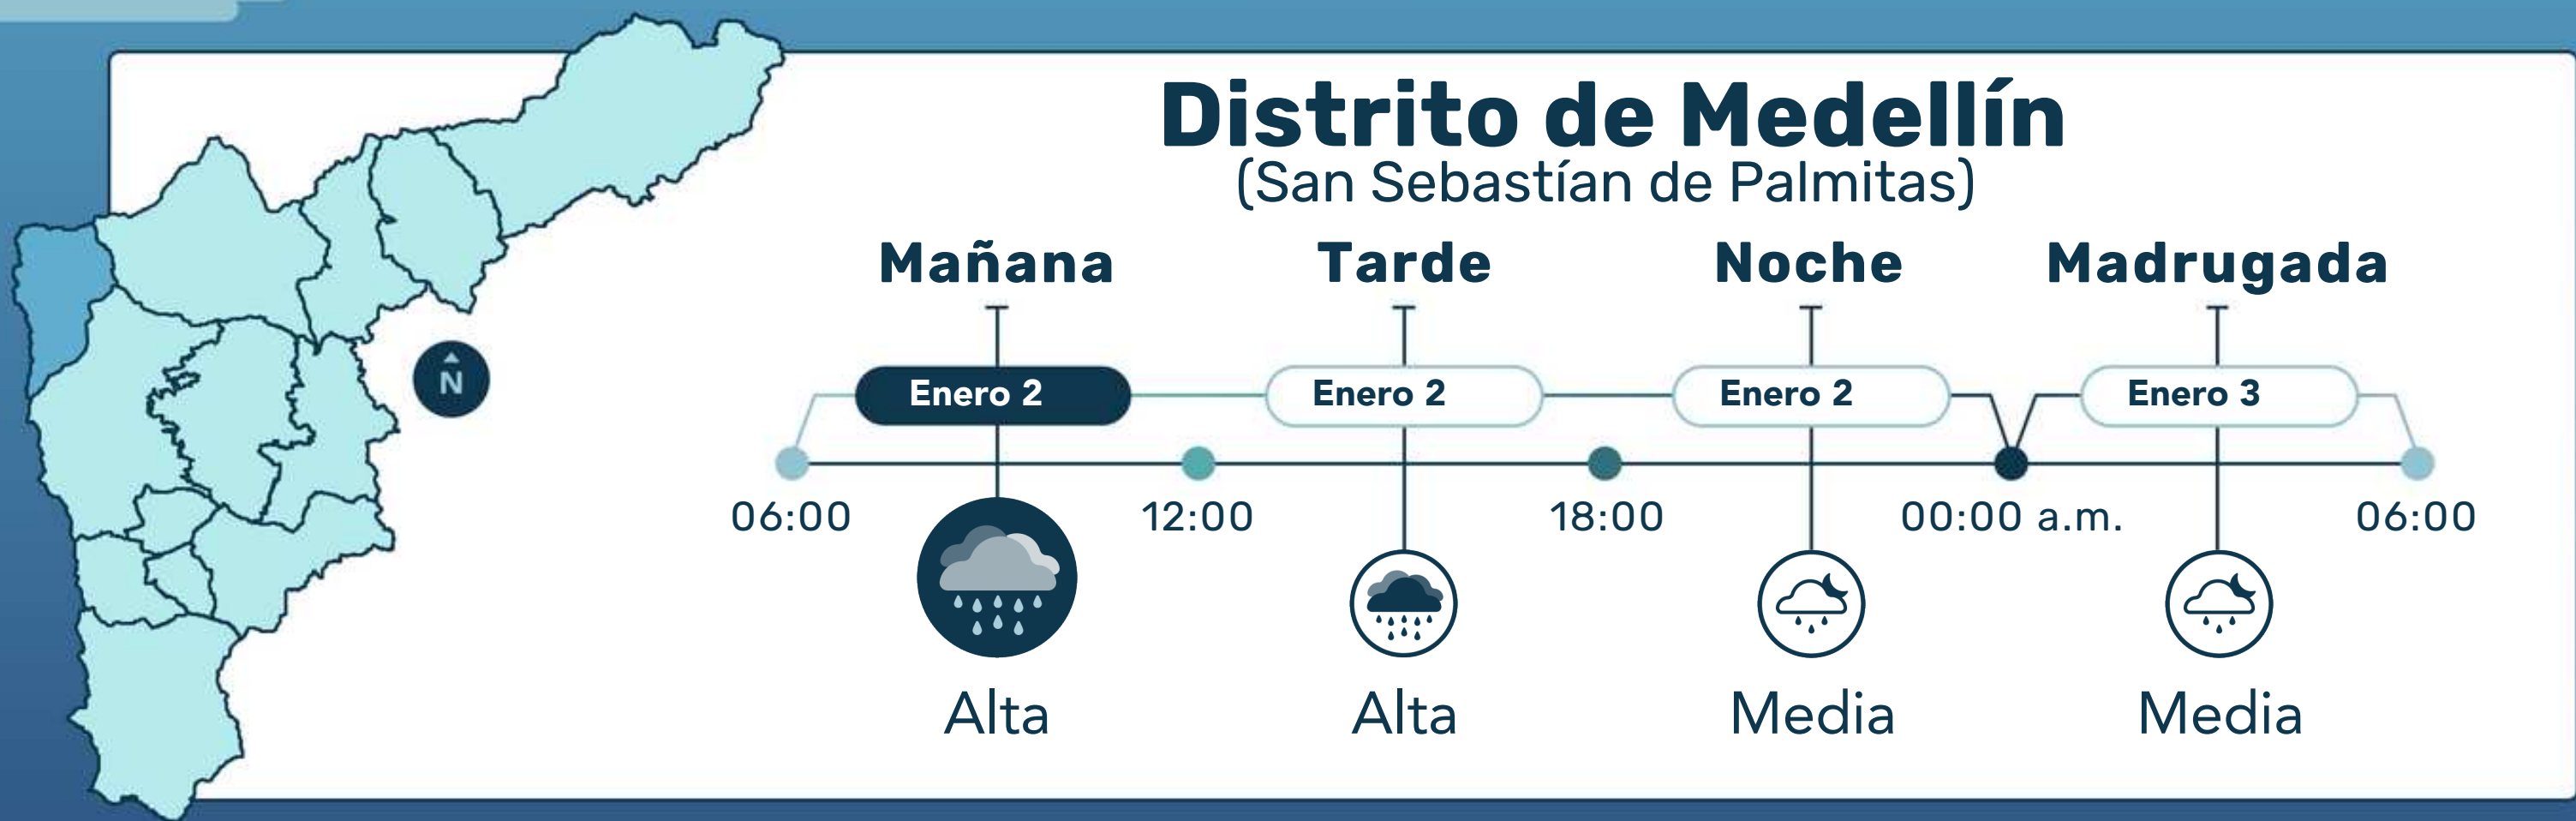 Distrito de Medellín
(San Sebastían de Palmitas)
Mañana Tarde Noche Madrugada
Enero 2 Enero 2 Enero 2 Enero 3
N
06:00 12:00 18:00 00:00 a.m. 06:00
Alta Alta Media Media